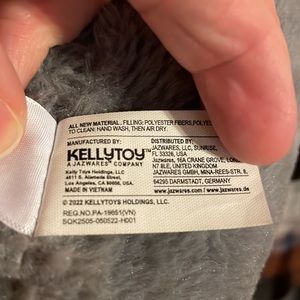 ALL NEW MATERIAL. FILLING: POLYESTER FIBERS, POLYE
TO CLEAN: HAND WASH, THEN AIR DRY.
MANUFACTURED BY:
KELLYTOY™
A JAZWARES® COMPANY
Kelly Toys Holdings, LLC
4811 S. Alameda Street,
Los Angeles, CA 90058, USA
MADE IN VIETNAM
DISTRIBUTED BY:
JAZWARES, LLC, SUNRISE,
FL 33326, USA
Jazwares, 16A CRANE GROVE, LON
N7 8LE, UNITED KINGDOM
JAZWARES GMBH, MINA-REES-STR. 8,
64295 DARMSTADT, GERMANY
www.jazwares.com
www.jazwares.de
© 2022 KELLYTOYS HOLDINGS, LLC
REG.NO.PA-19651(VN)
SQK2505-050522-H001